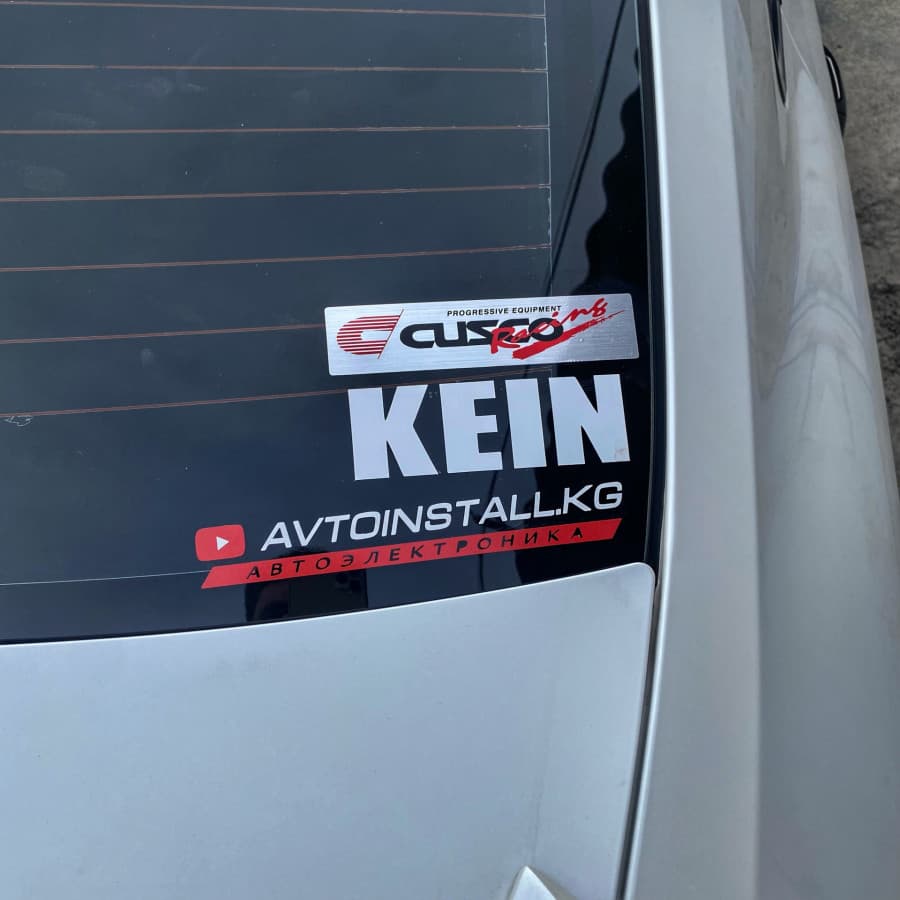 PROGRESSIVE EQUIPMENT
CUSCO Racing
KEIN
AVTOINSTALL.KG
АВТОЭЛЕКТРОНИКА